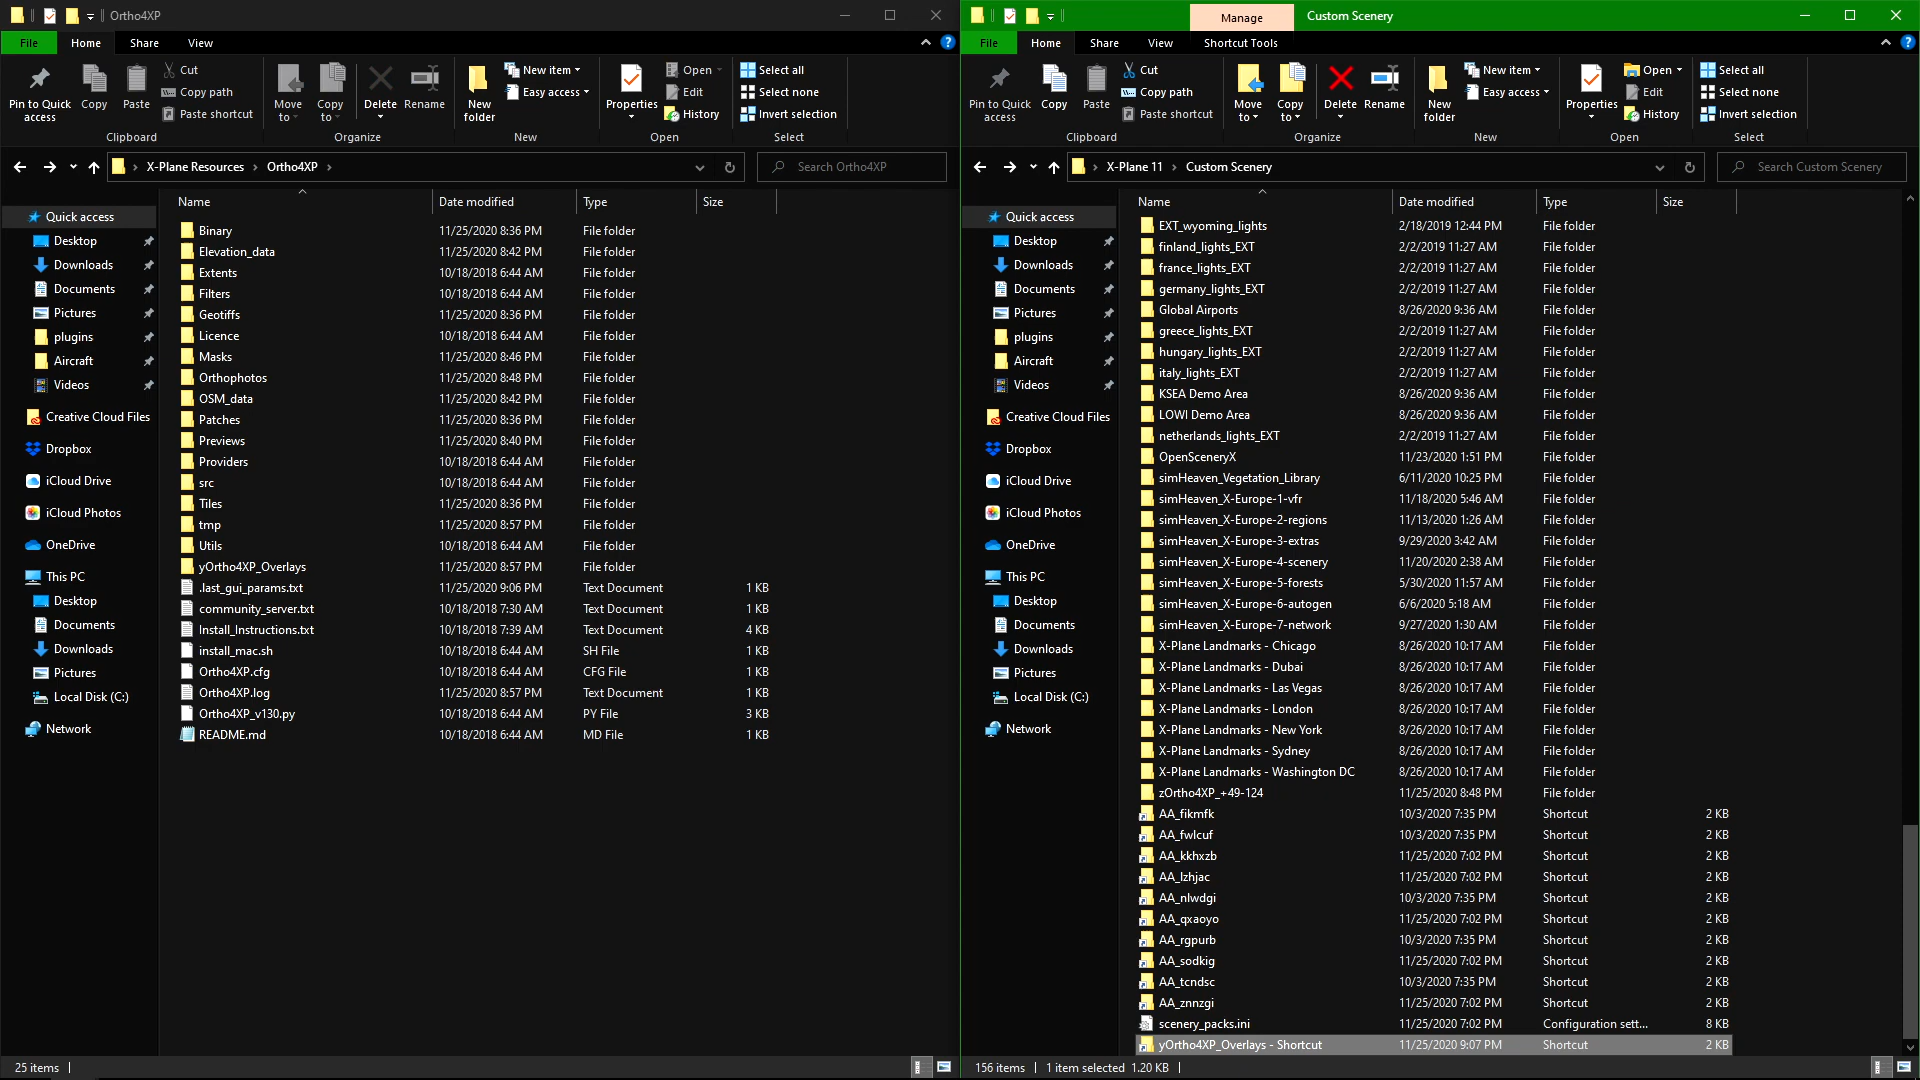 Ortho4XP
File
Home
Share
View
Pin to Quick access
Copy
Paste
Cut
Copy path
Paste shortcut
Clipboard
Move to
Copy to
Delete
Rename
Organize
New folder
New item
Easy access
New
Properties
Open
Edit
History
Open
Select all
Select none
Invert selection
Select
X-Plane Resources › Ortho4XP ›
Search Ortho4XP
Quick access
Desktop
Downloads
Documents
Pictures
plugins
Aircraft
Videos
Creative Cloud Files
Dropbox
iCloud Drive
iCloud Photos
OneDrive
This PC
Desktop
Documents
Downloads
Pictures
Local Disk (C:)
Network
Name Date modified Type Size
Binary 11/25/2020 8:36 PM File folder
Elevation_data 11/25/2020 8:42 PM File folder
Extents 10/18/2018 6:44 AM File folder
Filters 10/18/2018 6:44 AM File folder
Geotiffs 11/25/2020 8:36 PM File folder
Licence 10/18/2018 6:44 AM File folder
Masks 11/25/2020 8:46 PM File folder
Orthophotos 11/25/2020 8:48 PM File folder
OSM_data 11/25/2020 8:42 PM File folder
Patches 11/25/2020 8:36 PM File folder
Previews 11/25/2020 8:40 PM File folder
Providers 10/18/2018 6:44 AM File folder
src 10/18/2018 6:44 AM File folder
Tiles 11/25/2020 8:36 PM File folder
tmp 11/25/2020 8:57 PM File folder
Utils 10/18/2018 6:44 AM File folder
yOrtho4XP_Overlays 11/25/2020 8:57 PM File folder
.last_gui_params.txt 11/25/2020 9:06 PM Text Document 1 KB
community_server.txt 10/18/2018 7:30 AM Text Document 1 KB
Install_Instructions.txt 10/18/2018 7:39 AM Text Document 4 KB
install_mac.sh 10/18/2018 6:44 AM SH File 1 KB
Ortho4XP.cfg 10/18/2018 6:44 AM CFG File 1 KB
Ortho4XP.log 11/25/2020 8:57 PM Text Document 1 KB
Ortho4XP_v130.py 10/18/2018 6:44 AM PY File 3 KB
README.md 10/18/2018 6:44 AM MD File 1 KB
25 items
Manage
Custom Scenery
File
Home
Share
View
Shortcut Tools
Pin to Quick access
Copy
Paste
Cut
Copy path
Paste shortcut
Clipboard
Move to
Copy to
Delete
Rename
Organize
New folder
New item
Easy access
New
Properties
Open
Edit
History
Open
Select all
Select none
Invert selection
Select
X-Plane 11 › Custom Scenery
Search Custom Scenery
Quick access
Desktop
Downloads
Documents
Pictures
plugins
Aircraft
Videos
Creative Cloud Files
Dropbox
iCloud Drive
iCloud Photos
OneDrive
This PC
Desktop
Documents
Downloads
Pictures
Local Disk (C:)
Network
Name Date modified Type Size
EXT_wyoming_lights 2/18/2019 12:44 PM File folder
finland_lights_EXT 2/2/2019 11:27 AM File folder
france_lights_EXT 2/2/2019 11:27 AM File folder
germany_lights_EXT 2/2/2019 11:27 AM File folder
Global Airports 8/26/2020 9:36 AM File folder
greece_lights_EXT 2/2/2019 11:27 AM File folder
hungary_lights_EXT 2/2/2019 11:27 AM File folder
italy_lights_EXT 2/2/2019 11:27 AM File folder
KSEA Demo Area 8/26/2020 9:36 AM File folder
LOWI Demo Area 8/26/2020 9:36 AM File folder
netherlands_lights_EXT 2/2/2019 11:27 AM File folder
OpenSceneryX 11/23/2020 1:51 PM File folder
simHeaven_Vegetation_Library 6/11/2020 10:25 PM File folder
simHeaven_X-Europe-1-vfr 11/18/2020 5:46 AM File folder
simHeaven_X-Europe-2-regions 11/13/2020 1:26 AM File folder
simHeaven_X-Europe-3-extras 9/29/2020 3:42 AM File folder
simHeaven_X-Europe-4-scenery 11/20/2020 2:38 AM File folder
simHeaven_X-Europe-5-forests 5/30/2020 11:57 AM File folder
simHeaven_X-Europe-6-autogen 6/6/2020 5:18 AM File folder
simHeaven_X-Europe-7-network 9/27/2020 1:30 AM File folder
X-Plane Landmarks - Chicago 8/26/2020 10:17 AM File folder
X-Plane Landmarks - Dubai 8/26/2020 10:17 AM File folder
X-Plane Landmarks - Las Vegas 8/26/2020 10:17 AM File folder
X-Plane Landmarks - London 8/26/2020 10:17 AM File folder
X-Plane Landmarks - New York 8/26/2020 10:17 AM File folder
X-Plane Landmarks - Sydney 8/26/2020 10:17 AM File folder
X-Plane Landmarks - Washington DC 8/26/2020 10:17 AM File folder
zOrtho4XP_+49-124 11/25/2020 8:48 PM File folder
AA_fikmfk 10/3/2020 7:35 PM Shortcut 2 KB
AA_fwlcuf 10/3/2020 7:35 PM Shortcut 2 KB
AA_kkhxzb 11/25/2020 7:02 PM Shortcut 2 KB
AA_lzhjac 11/25/2020 7:02 PM Shortcut 2 KB
AA_nlwdgi 10/3/2020 7:35 PM Shortcut 2 KB
AA_qxaoyo 11/25/2020 7:02 PM Shortcut 2 KB
AA_rgpurb 10/3/2020 7:35 PM Shortcut 2 KB
AA_sodkig 11/25/2020 7:02 PM Shortcut 2 KB
AA_tcndsc 10/3/2020 7:35 PM Shortcut 2 KB
AA_znnzgi 11/25/2020 7:02 PM Shortcut 2 KB
scenery_packs.ini 11/25/2020 7:02 PM Configuration sett... 8 KB
yOrtho4XP_Overlays - Shortcut 11/25/2020 9:07 PM Shortcut 2 KB
156 items 1 item selected 1.20 KB